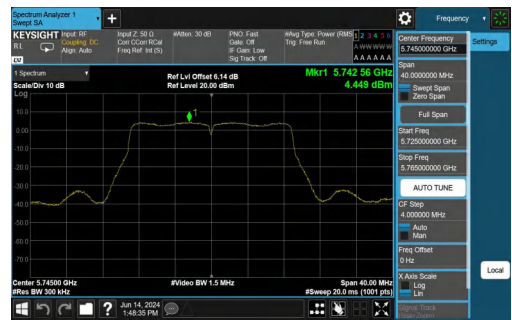 Spectrum Analyzer 1
Swept SA
Frequency
KEYSIGHT
RL
Input: RF
Coupling: DC
Align: Auto
Input Z: 50 Ω
Corr CCorr RCal
Freq Ref: Int (S)
#Atten: 30 dB
PNO: Fast
Gate: Off
IF Gain: Low
Sig Track: Off
#Avg Type: Power (RMS
Trig: Free Run
1 2 3 4 5 6
A W W W W W
A A A A A A
LV
1 Spectrum
Scale/Div 10 dB
Log
Ref Lvl Offset 6.14 dB
Ref Level 20.00 dBm
Mkr1 5.742 56 GHz
4.449 dBm
1
10.0
0.00
-10.0
-20.0
-30.0
-40.0
-50.0
-60.0
-70.0
Center 5.74500 GHz
#Res BW 300 kHz
#Video BW 1.5 MHz
Span 40.00 MHz
#Sweep 20.0 ms (1001 pts)
Center Frequency
5.745000000 GHz
Settings
Span
40.0000000 MHz
Swept Span
Zero Span
Full Span
Start Freq
5.725000000 GHz
Stop Freq
5.765000000 GHz
AUTO TUNE
CF Step
4.000000 MHz
Auto
Man
Freq Offset
0 Hz
X Axis Scale
Log
Lin
Signal Track
(Span Zoom)
Local
Jun 14, 2024
1:48:35 PM